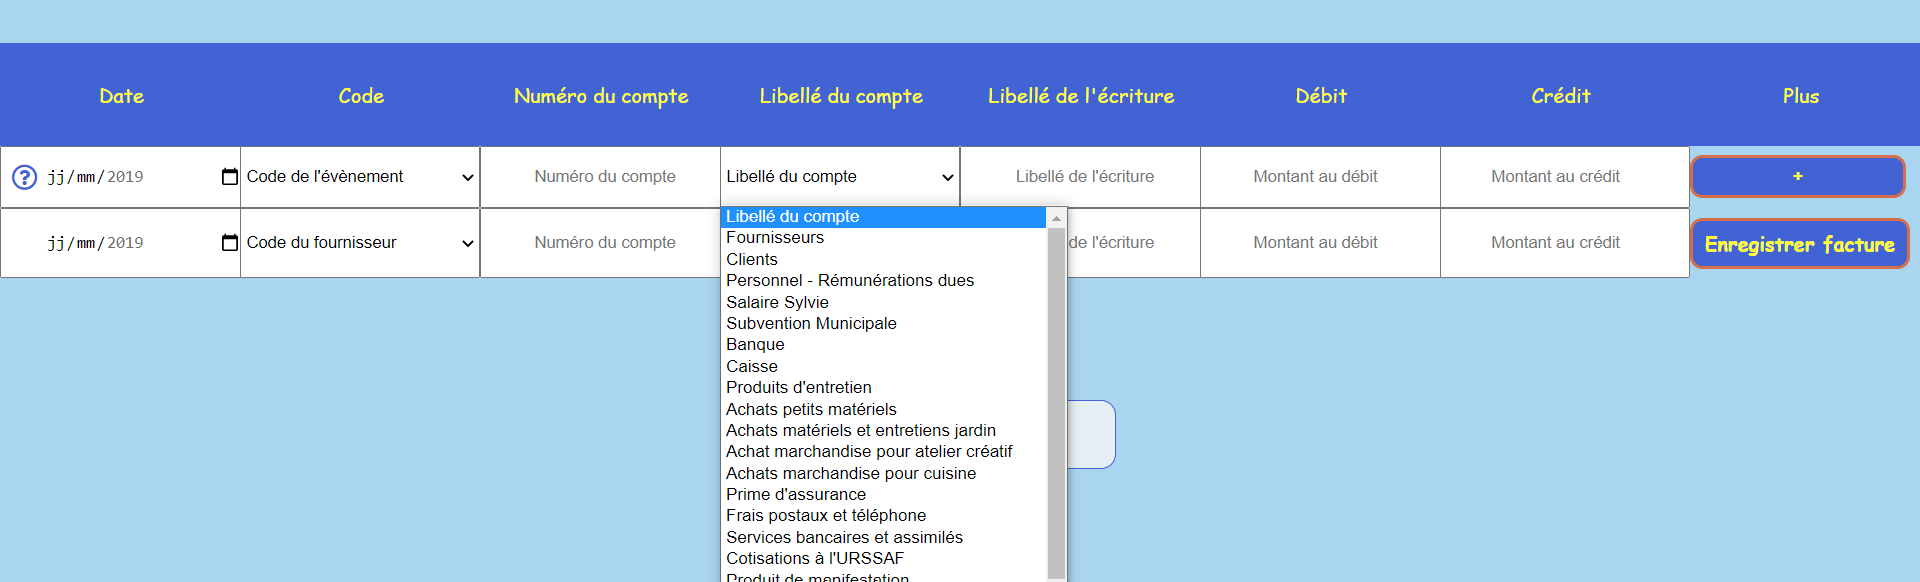 Date Code Numéro du compte Libellé du compte Libellé de l'écriture Débit Crédit Plus
jj/mm/2019 Code de l'évènement Numéro du compte Libellé du compte Libellé de l'écriture Montant au débit Montant au crédit +
jj/mm/2019 Code du fournisseur Numéro du compte de l'écriture Montant au débit Montant au crédit Enregistrer facture
Libellé du compte
Fournisseurs
Clients
Personnel - Rémunérations dues
Salaire Sylvie
Subvention Municipale
Banque
Caisse
Produits d'entretien
Achats petits matériels
Achats matériels et entretiens jardin
Achat marchandise pour atelier créatif
Achats marchandise pour cuisine
Prime d'assurance
Frais postaux et téléphone
Services bancaires et assimilés
Cotisations à l'URSSAF
Produit de manifestation